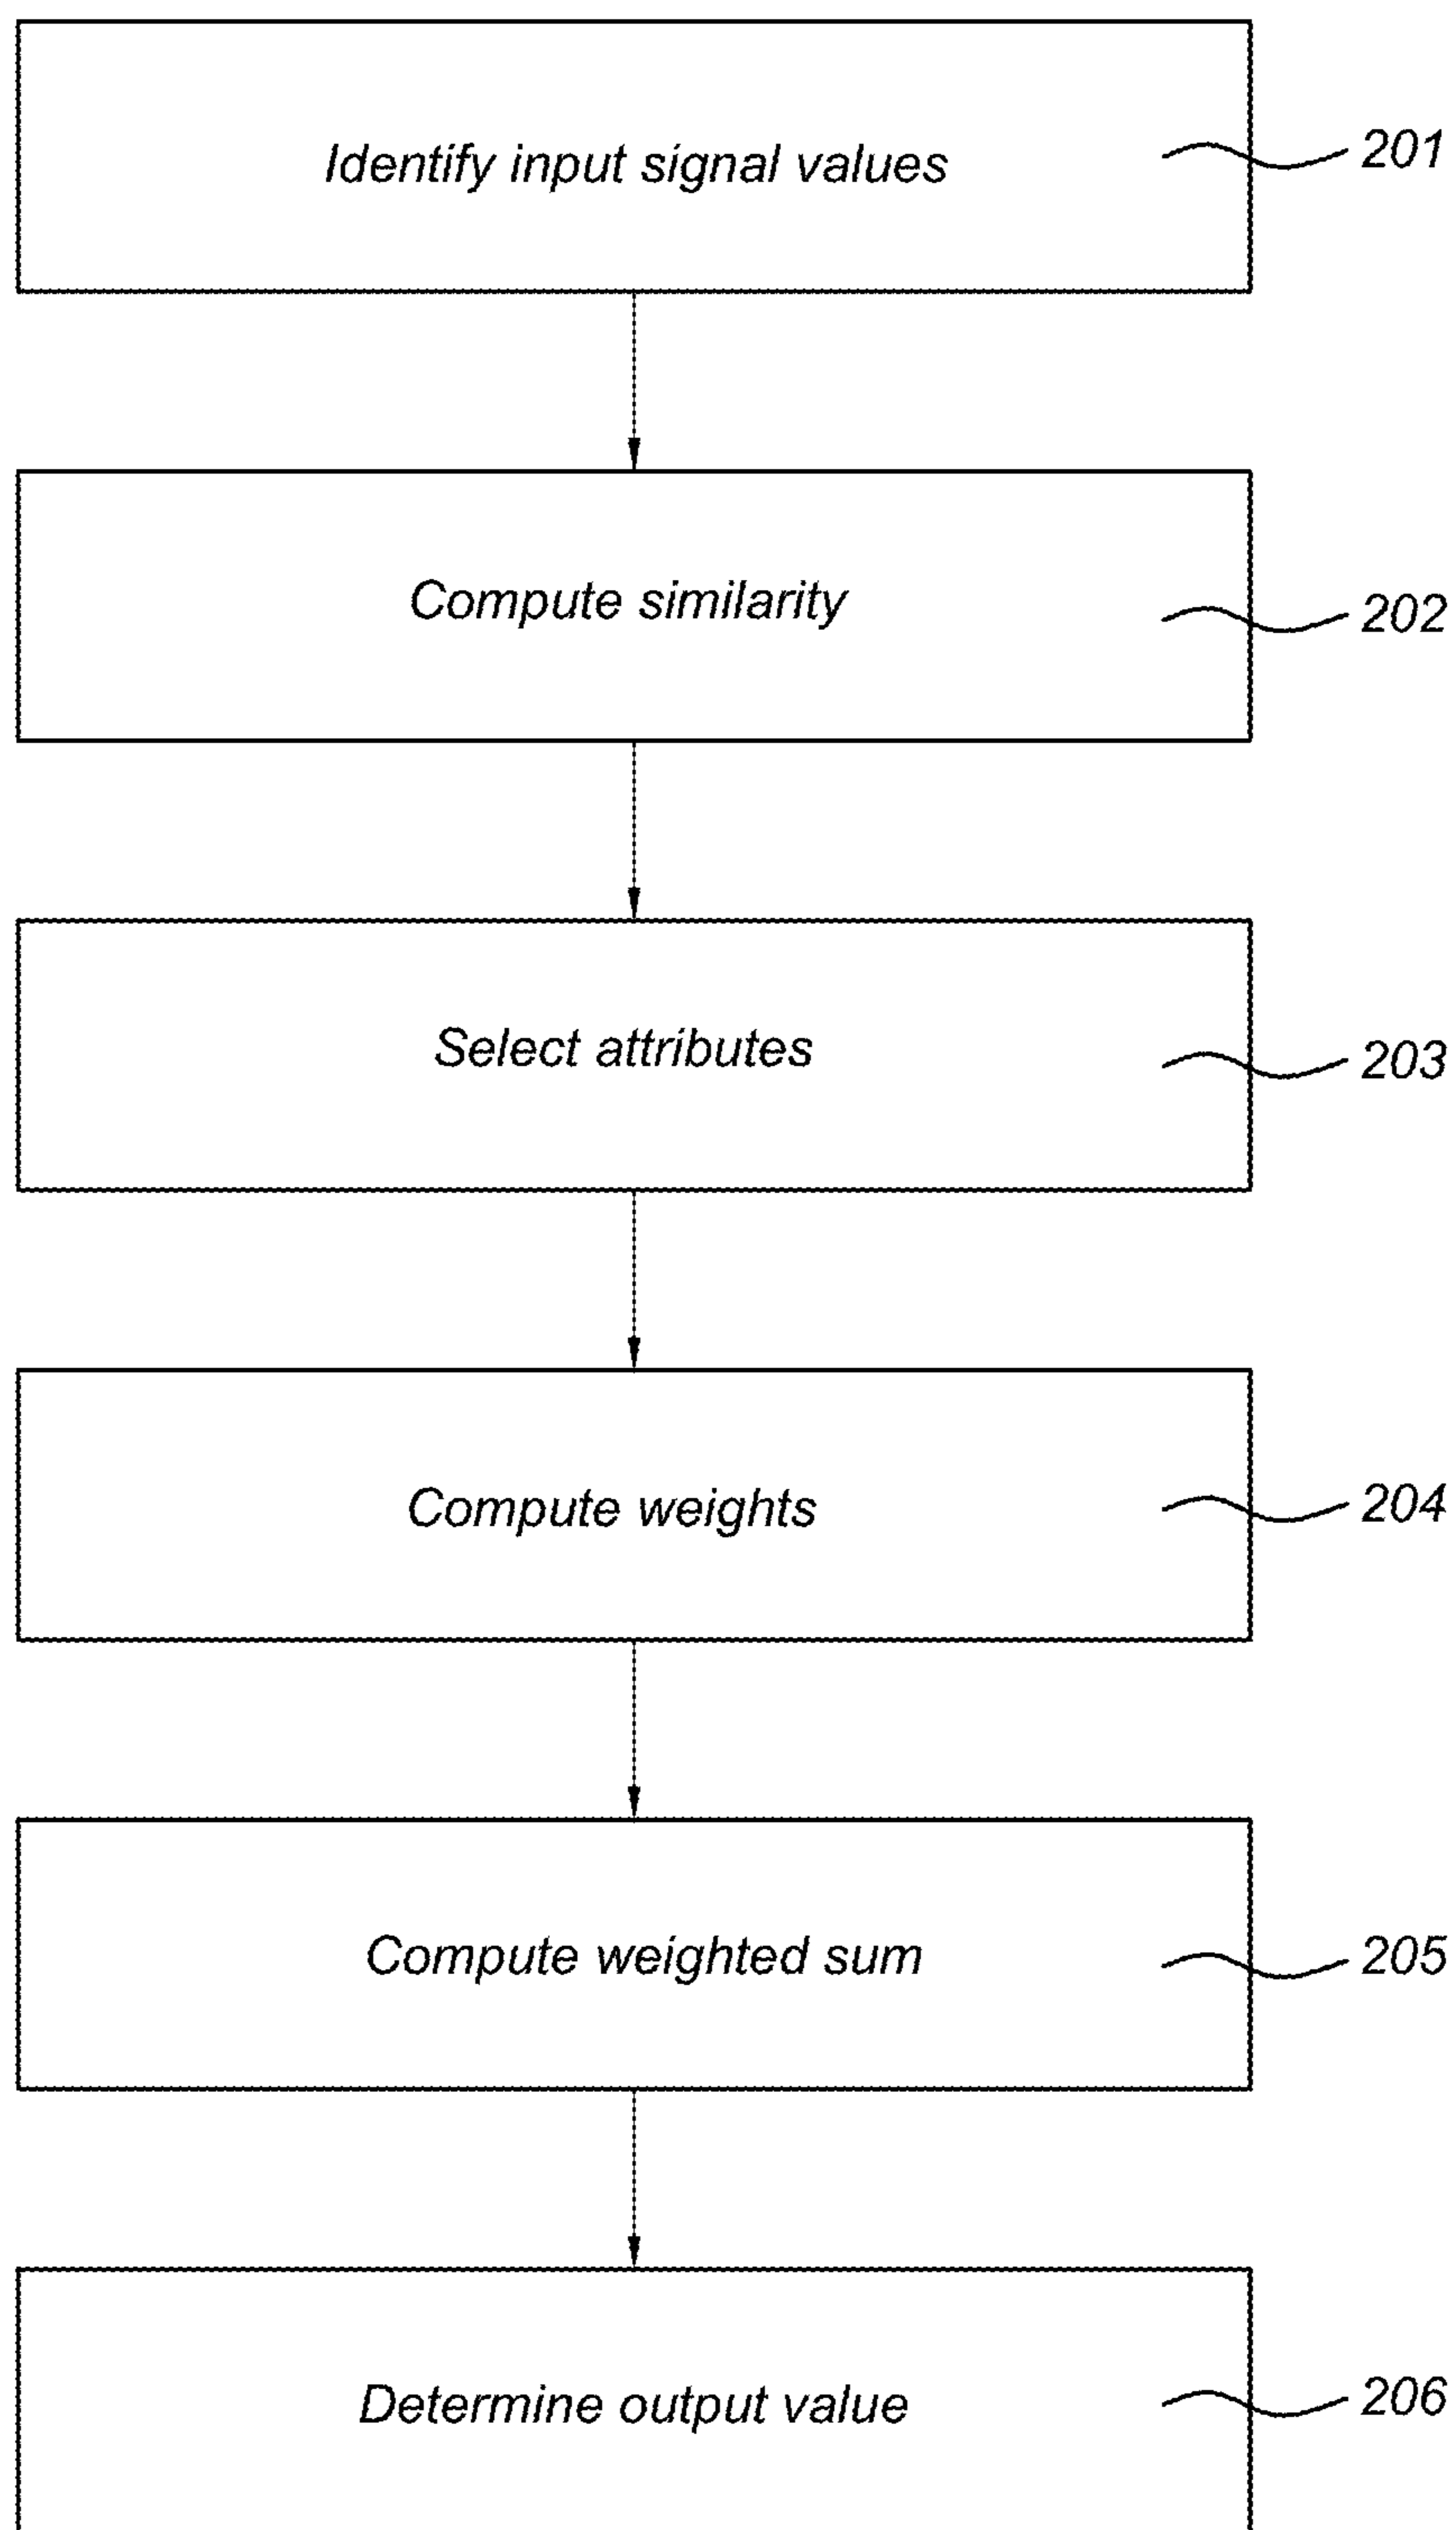 Identify input signal values
201
Compute similarity
202
Select attributes
203
Compute weights
204
Compute weighted sum
205
Determine output value
206